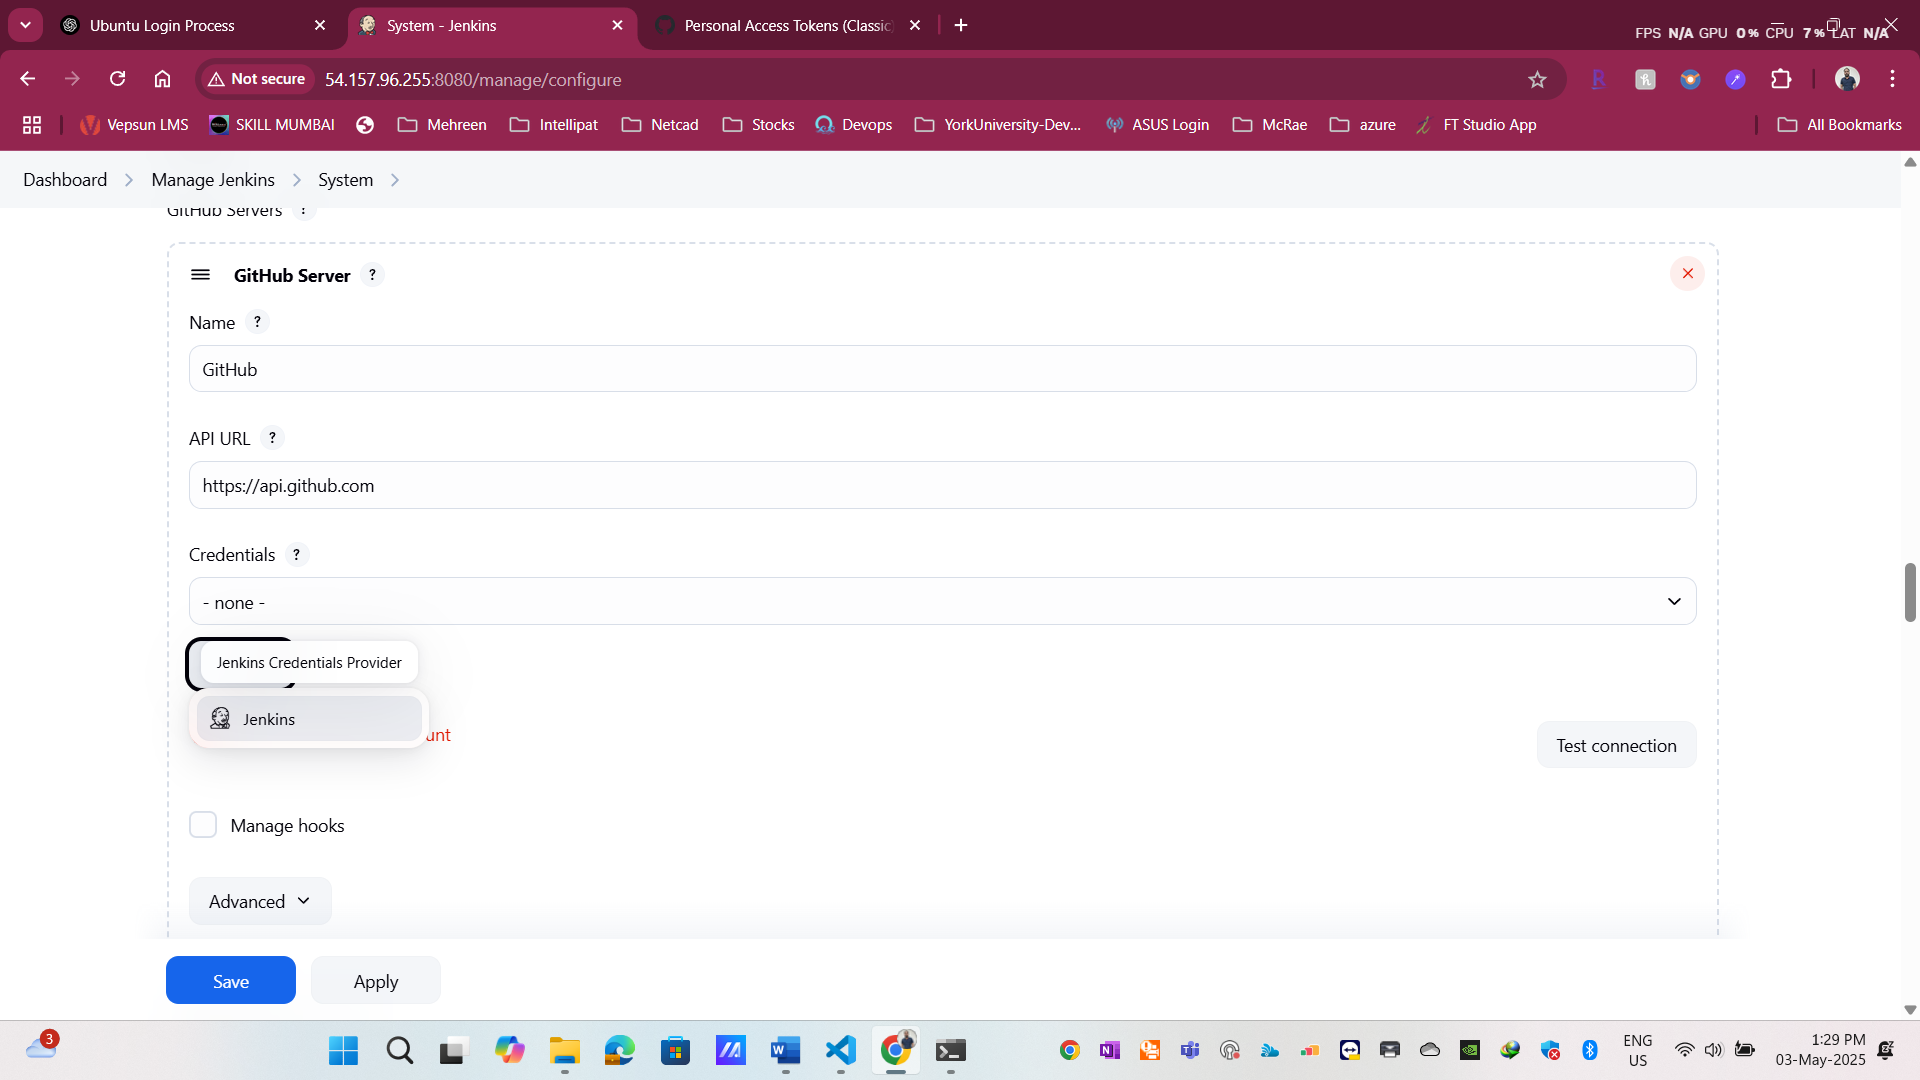 Ubuntu Login Process
System - Jenkins
Personal Access Tokens (Classic)
FPS N/A GPU 0% CPU 7% LAT N/A
Not secure
54.157.96.255:8080/manage/configure
Vepsun LMS
SKILL MUMBAI
Mehreen
Intellipat
Netcad
Stocks
Devops
YorkUniversity-Dev...
ASUS Login
McRae
azure
FT Studio App
All Bookmarks
Dashboard
Manage Jenkins
System
GitHub Servers ?
GitHub Server ?
Name ?
GitHub
API URL ?
https://api.github.com
Credentials ?
- none -
Jenkins Credentials Provider
Jenkins
unt
Test connection
Manage hooks
Advanced
Save
Apply
3
ENG
US
1:29 PM
03-May-2025